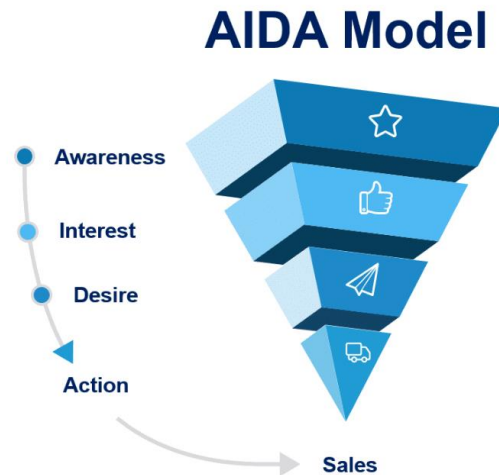 AIDA Model
Awareness
Interest
Desire
Action
Sales